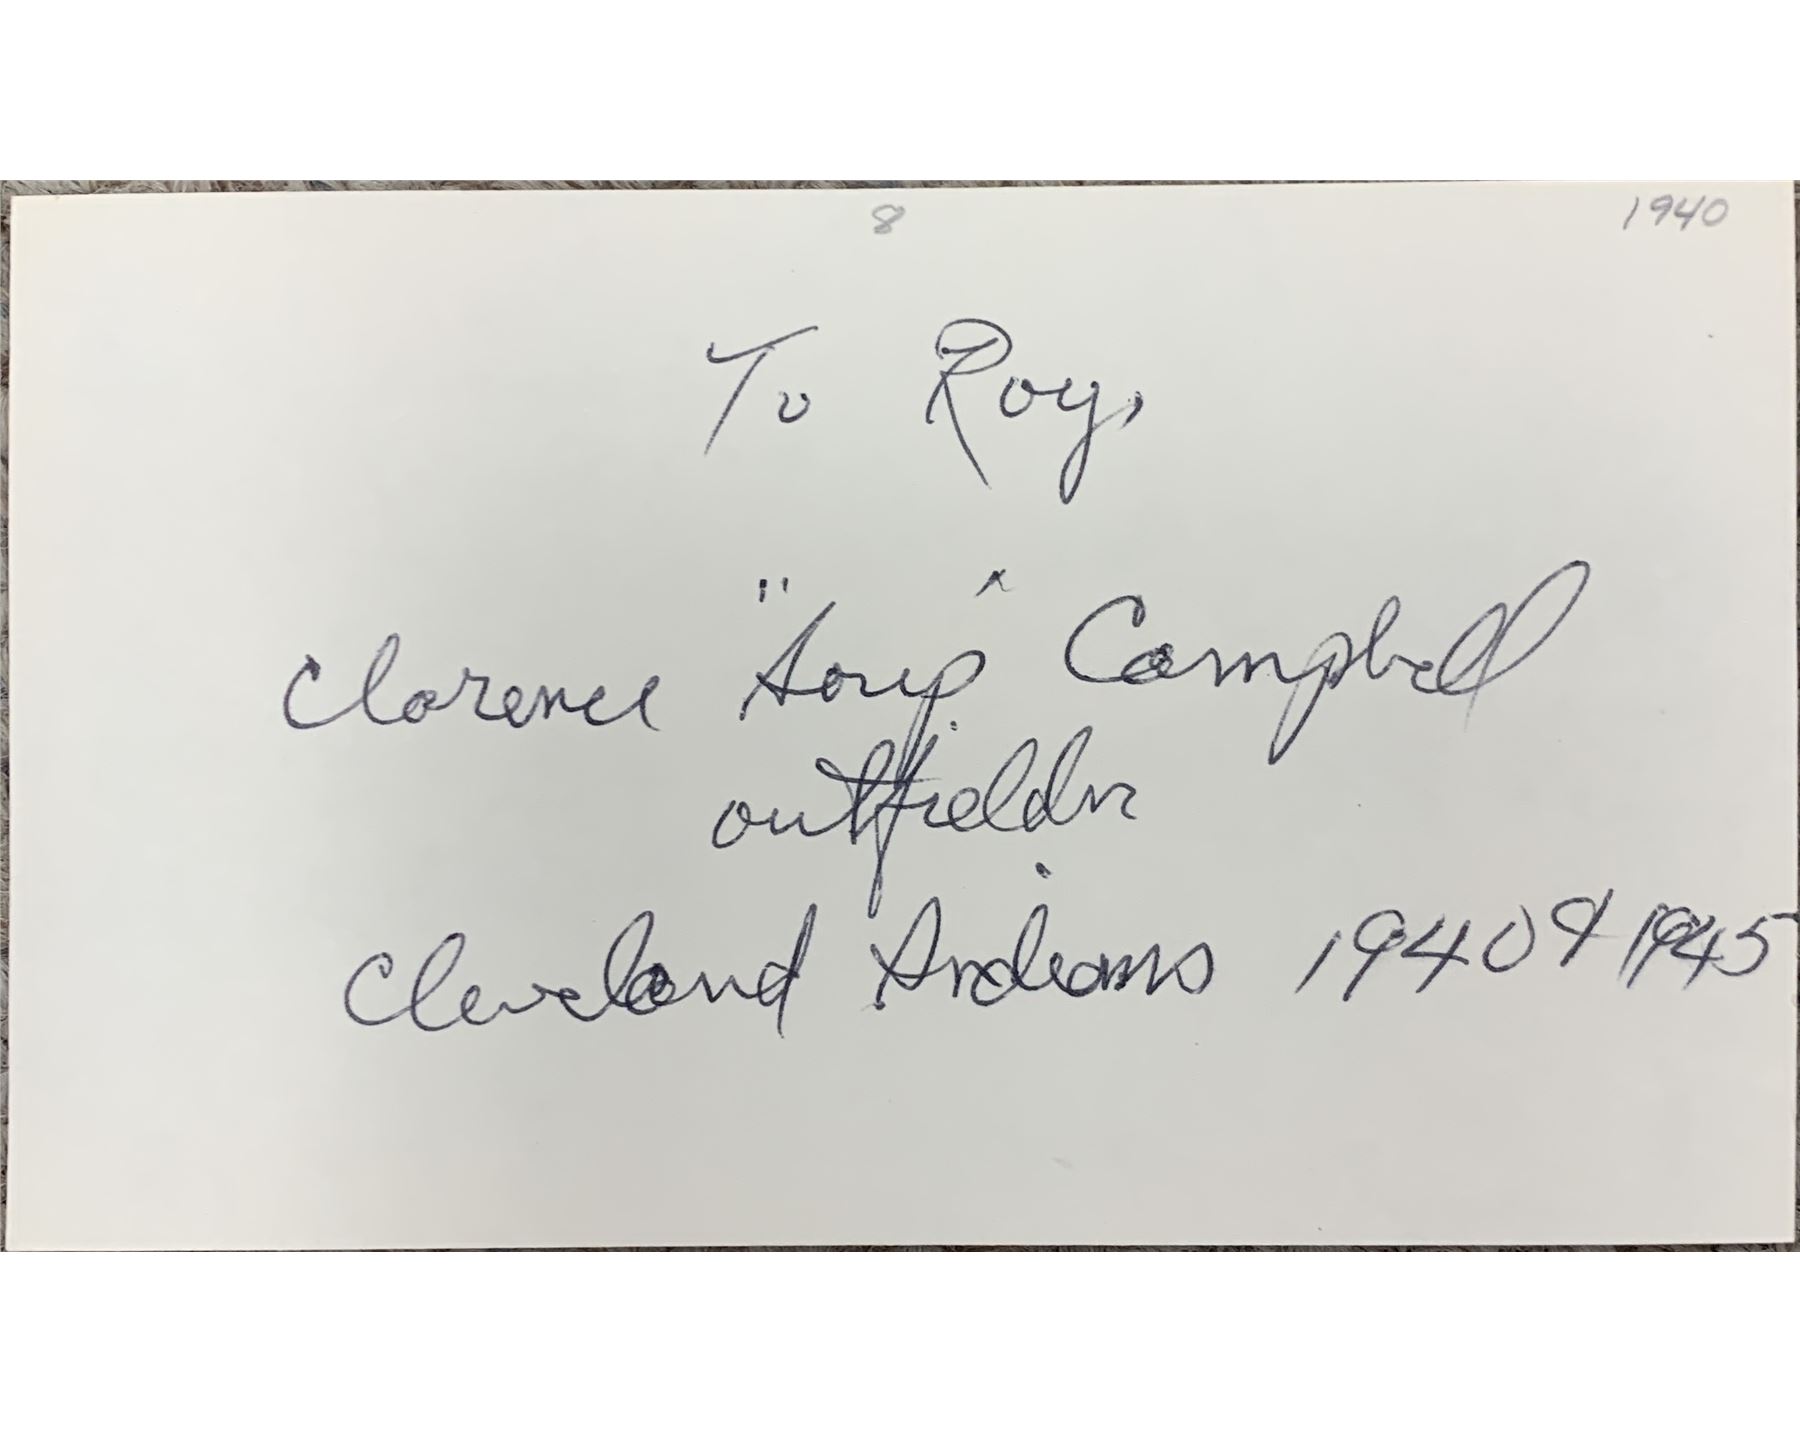 8 1940
To Roy,
Clarence "Soup" Campbell
outfielder
Cleveland Indians 1940 & 1945